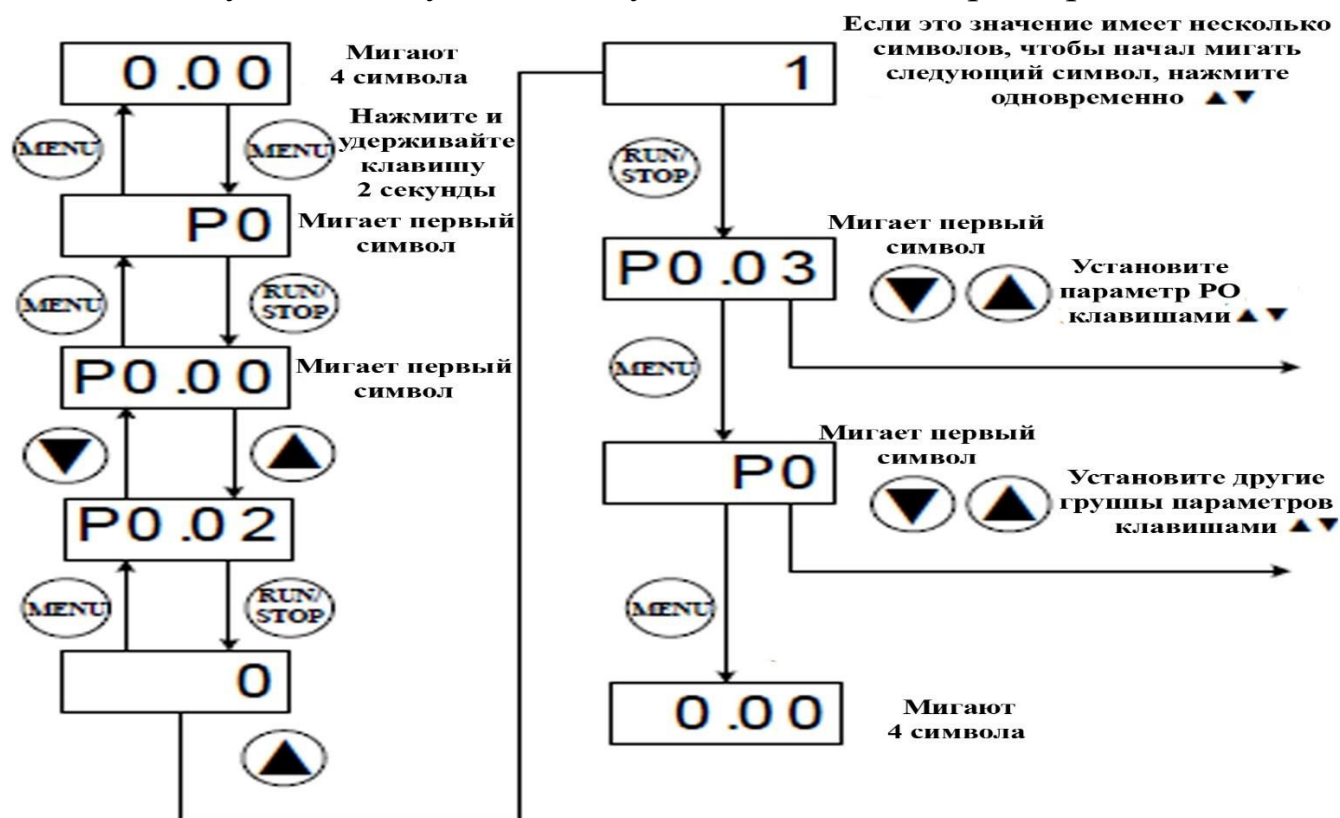 0.00
Мигают
4 символа
MENU
MENU
Нажмите и
удерживайте
клавишу
2 секунды
P0
Мигает первый
символ
MENU
RUN/
STOP
P0.00
Мигает первый
символ
▼
▲
P0.02
MENU
RUN/
STOP
0
▲
Если это значение имеет несколько
символов, чтобы начал мигать
следующий символ, нажмите
одновременно ▲▼
1
RUN/
STOP
P0.03
Мигает первый
символ
▼ ▲
Установите
параметр РО
клавишами ▲ ▼
MENU
P0
Мигает первый
символ
▼ ▲
Установите другие
группы параметров
клавишами ▲▼
MENU
0.00
Мигают
4 символа